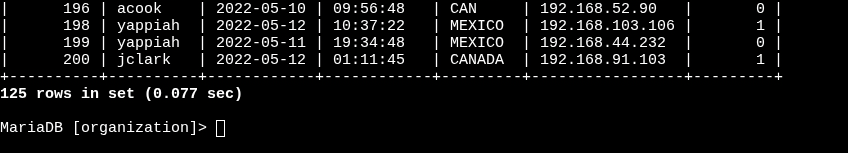 |      196 | acook    | 2022-05-10 | 09:56:48   | CAN     | 192.168.52.90   |       0 |
|      198 | yappiah  | 2022-05-12 | 10:37:22   | MEXICO  | 192.168.103.106 |       1 |
|      199 | yappiah  | 2022-05-11 | 19:34:48   | MEXICO  | 192.168.44.232  |       0 |
|      200 | jclark   | 2022-05-12 | 01:11:45   | CANADA  | 192.168.91.103  |       1 |
+----------+----------+------------+------------+---------+-----------------+---------+
125 rows in set (0.077 sec)
MariaDB [organization]>